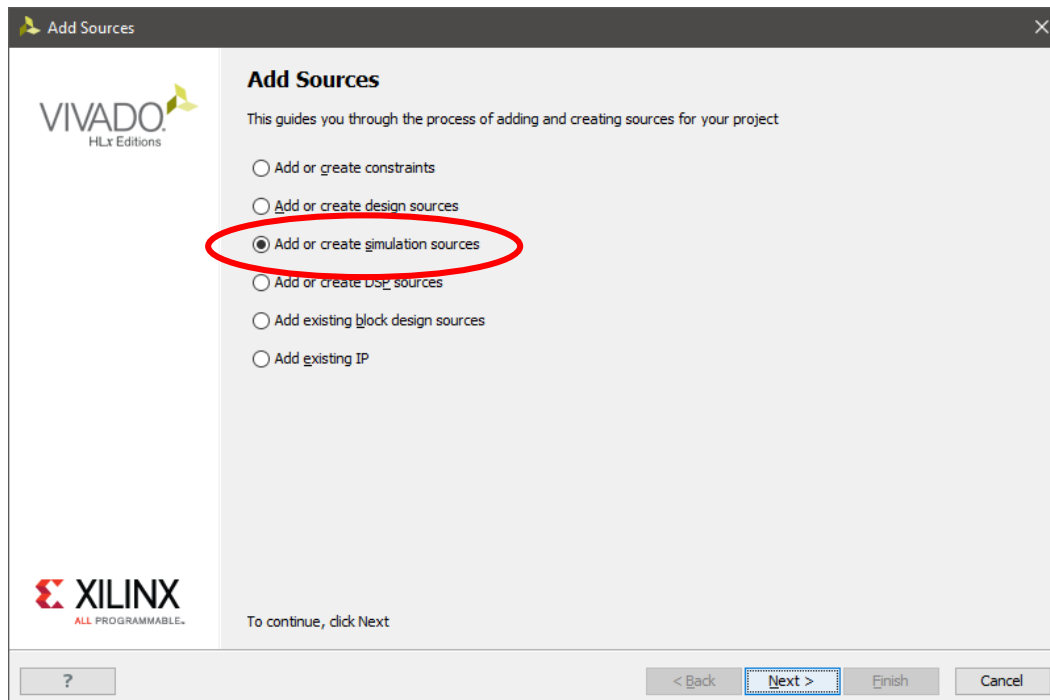 Add Sources
VIVADO.
HLx Editions
Add Sources
This guides you through the process of adding and creating sources for your project
Add or create constraints
Add or create design sources
Add or create simulation sources
Add or create DSP sources
Add existing block design sources
Add existing IP
XILINX
ALL PROGRAMMABLE.
To continue, click Next
?
< Back
Next >
Finish
Cancel